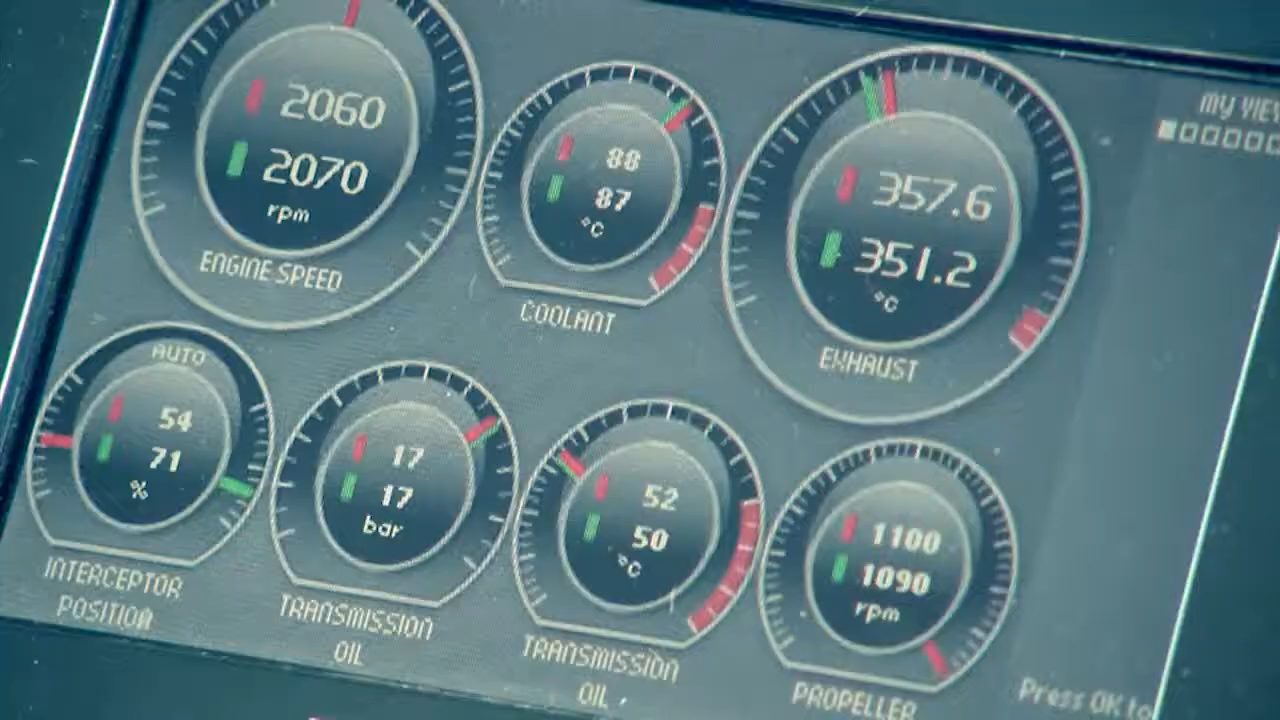 2060
2070
rpm
ENGINE SPEED
88
87
°C
COOLANT
357.6
351.2
°C
EXHAUST
MY VIE
AUTO
54
71
%
INTERCEPTOR
POSITION
17
17
bar
TRANSMISSION
OIL
52
50
°C
TRANSMISSION
OIL
1100
1090
rpm
PROPELLER
Press OK to